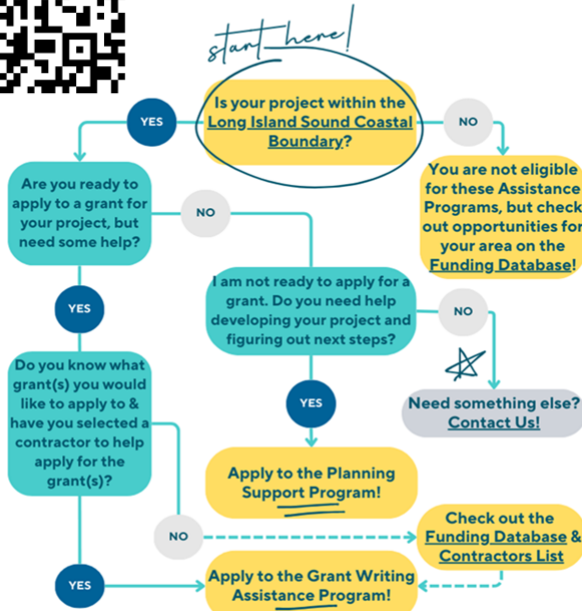 start here!
Is your project within the
Long Island Sound Coastal
Boundary?
YES
NO
You are not eligible
for these Assistance
Programs, but check
out opportunities for
your area on the
Funding Database!
Are you ready to
apply to a grant for
your project, but
need some help?
NO
I am not ready to apply for a
grant. Do you need help
developing your project and
figuring out next steps?
NO
YES
Do you know what
grant(s) you would
like to apply to &
have you selected a
contractor to help
apply for the
grant(s)?
YES
Need something else?
Contact Us!
Apply to the Planning
Support Program!
NO
Check out the
Funding Database &
Contractors List
YES
Apply to the Grant Writing
Assistance Program!